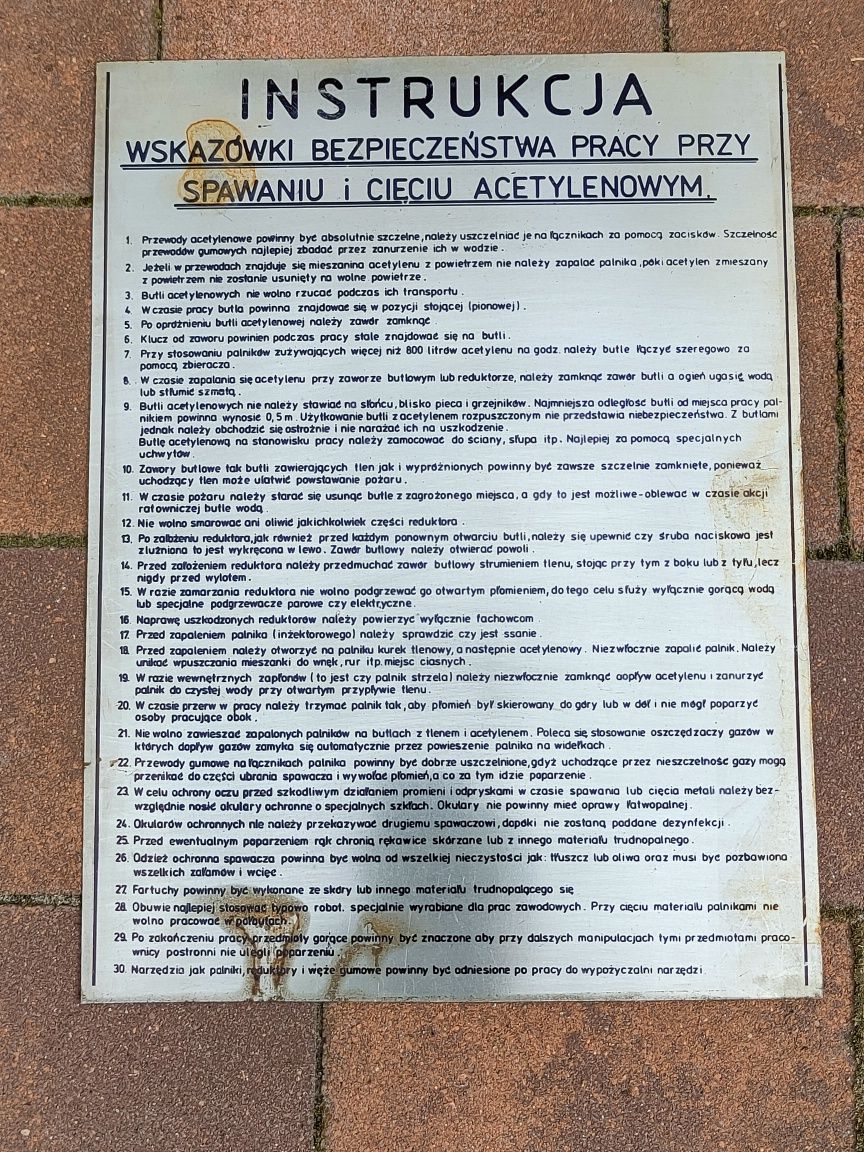 INSTRUKCJA
WSKAZÓWKI BEZPIECZEŃSTWA PRACY PRZY
SPAWANIU i CIĘCIU ACETYLENOWYM.
1. Przewody acetylenowe powinny być absolutnie szczelne, należy uszczelniać je na łącznikach za pomocą zacisków. Szczelność
przewodów gumowych najlepiej zbadać przez zanurzenie ich w wodzie.
2. Jeżeli w przewodach znajduje się mieszanina acetylenu z powietrzem nie należy zapalać palnika, póki acetylen zmieszany
z powietrzem nie zostanie usunięty na wolne powietrze.
3. Butli acetylenowych nie wolno rzucać podczas ich transportu.
4. W czasie pracy butla powinna znajdować się w pozycji stojącej (pionowej).
5. Po opróżnieniu butli acetylenowej należy zawór zamknąć.
6. Klucz od zaworu powinien podczas pracy stale znajdować się na butli.
7. Przy stosowaniu palników zużywających więcej niż 800 litrów acetylenu na godz. należy butle łączyć szeregowo za
pomocą zbieracza.
8. W czasie zapalania się acetylenu przy zaworze butlowym lub reduktorze, należy zamknąć zawór butli a ogień ugasić wodą
lub stłumić szmatą.
9. Butli acetylenowych nie należy stawiać na słońcu, blisko pieca i grzejników. Najmniejsza odległość butli od miejsca pracy pal-
nikiem powinna wynosić 0,5 m. Użytkowanie butli z acetylenem rozpuszczonym nie przedstawia niebezpieczeństwa. Z butlami
jednak należy obchodzić się ostrożnie i nie narażać ich na uszkodzenie.
Butlę acetylenową na stanowisku pracy należy zamocować do ściany, słupa itp. Najlepiej za pomocą specjalnych
uchwytów.
10. Zawory butlowe tak butli zawierających tlen jak i wypróżnionych powinny być zawsze szczelnie zamknięte, ponieważ
uchodzący tlen może ułatwić powstawanie pożaru.
11. W czasie pożaru należy starać się usunąć butle z zagrożonego miejsca, a gdy to jest możliwe-oblewać w czasie akcji
ratowniczej butle wodą.
12. Nie wolno smarować ani oliwić jakichkolwiek części reduktora.
13. Po założeniu reduktora, jak również przed każdym ponownym otwarciu butli, należy się upewnić czy śruba naciskowa jest
zluźniona to jest wykręcona w lewo. Zawór butlowy należy otwierać powoli.
14. Przed założeniem reduktora należy przedmuchać zawór butlowy strumieniem tlenu, stojąc przy tym z boku lub z tyłu, lecz
nigdy przed wylotem.
15. W razie zamarzania reduktora nie wolno podgrzewać go otwartym płomieniem, do tego celu służy wyłącznie gorącą wodą
lub specjalne podgrzewacze parowe czy elektryczne.
16. Naprawę uszkodzonych reduktorów należy powierzyć wyłącznie fachowcom.
17. Przed zapaleniem palnika (inżektorowego) należy sprawdzić czy jest ssanie.
18. Przed zapaleniem należy otworzyć na palniku kurek tlenowy, a następnie acetylenowy. Niezwłocznie zapalić palnik. Należy
unikać wpuszczania mieszanki do wnęk, rur itp. miejsc ciasnych.
19. W razie wewnętrznych zapłonów (to jest czy palnik strzela) należy niezwłocznie zamknąć dopływ acetylenu i zanurzyć
palnik do czystej wody przy otwartym przypływie tlenu.
20. W czasie przerw w pracy należy trzymać palnik tak, aby płomień był skierowany do góry lub w dół i nie mógł poparzyć
osoby pracujące obok.
21. Nie wolno zawieszać zapalonych palników na butlach z tlenem i acetylenem. Poleca się stosowanie oszczędzaczy gazów w
których dopływ gazów zamyka się automatycznie przez powieszenie palnika na widełkach.
22. Przewody gumowe na łącznikach palnika powinny być dobrze uszczelnione, gdyż uchodzące przez nieszczelność gazy mogą
przenikać do części ubrania spawacza i wywołać płomień, a co za tym idzie poparzenie.
23. W celu ochrony oczu przed szkodliwym działaniem promieni i odpryskami w czasie spawania lub cięcia metali należy bez-
względnie nosić okulary ochronne o specjalnych szkłach. Okulary nie powinny mieć oprawy łatwopalnej.
24. Okularów ochronnych nie należy przekazywać drugiemu spawaczowi, dopóki nie zostaną poddane dezynfekcji.
25. Przed ewentualnym poparzeniem rąk chronią rękawice skórzane lub z innego materiału trudnopalnego.
26. Odzież ochronna spawacza powinna być wolna od wszelkiej nieczystości jak: tłuszcz lub oliwa oraz musi być pozbawiona
wszelkich załamów i wcięć.
27. Fartuchy powinny być wykonane ze skóry lub innego materiału trudnopalącego się
28. Obuwie najlepiej stosować typowo robot. specjalnie wyrabiane dla prac zawodowych. Przy cięciu materiału palnikami nie
wolno pracować w półbutach.
29. Po zakończeniu pracy przedmioty gorące powinny być znaczone aby przy dalszych manipulacjach tymi przedmiotami praco-
wnicy postronni nie ulegli poparzeniu.
30. Narzędzia jak palniki, reduktory i węże gumowe powinny być odniesione po pracy do wypożyczalni narzędzi.